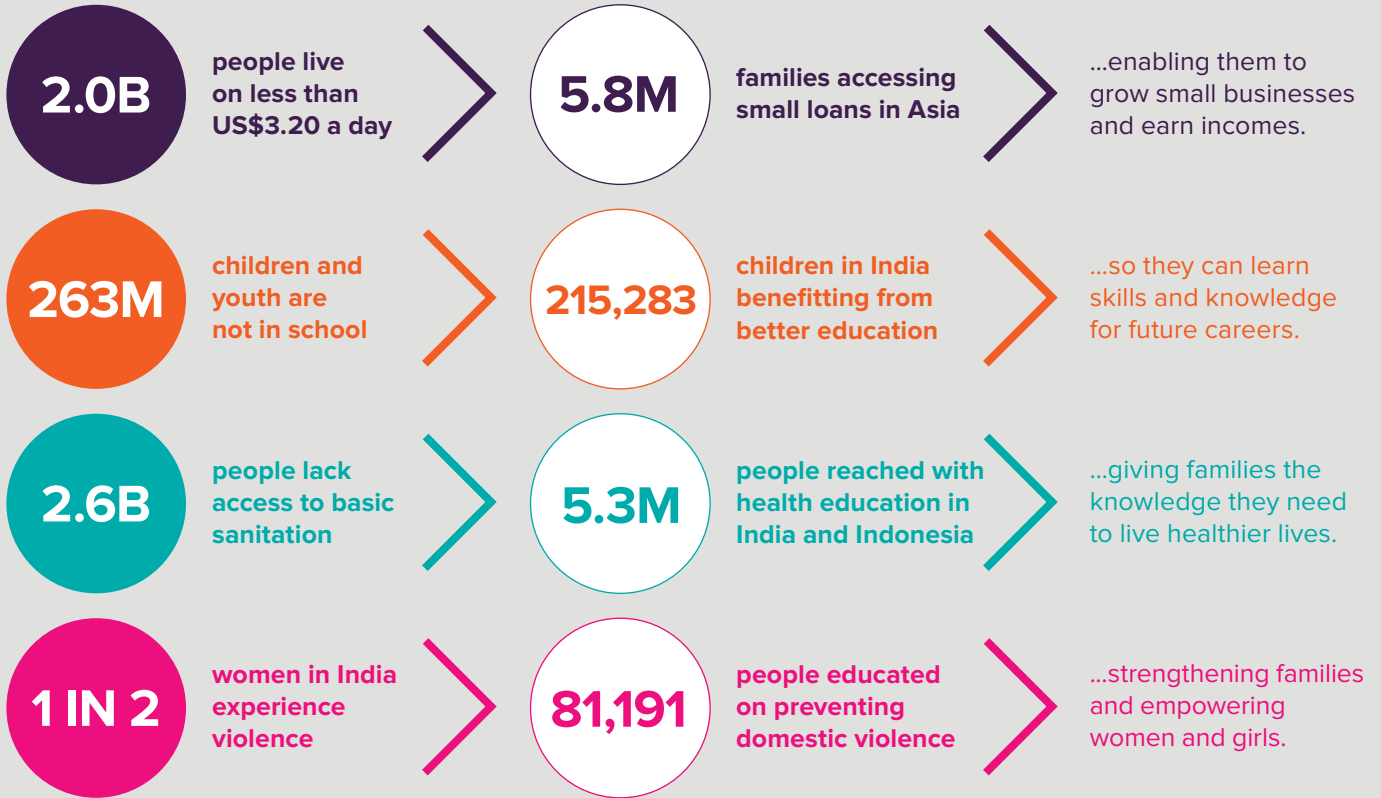 2.0B
people live
on less than
US$3.20 a day
5.8M
families accessing
small loans in Asia
...enabling them to
grow small businesses
and earn incomes.
263M
children and
youth are
not in school
215,283
children in India
benefitting from
better education
...so they can learn
skills and knowledge
for future careers.
2.6B
people lack
access to basic
sanitation
5.3M
people reached with
health education in
India and Indonesia
...giving families the
knowledge they need
to live healthier lives.
1 IN 2
women in India
experience
violence
81,191
people educated
on preventing
domestic violence
...strengthening families
and empowering
women and girls.